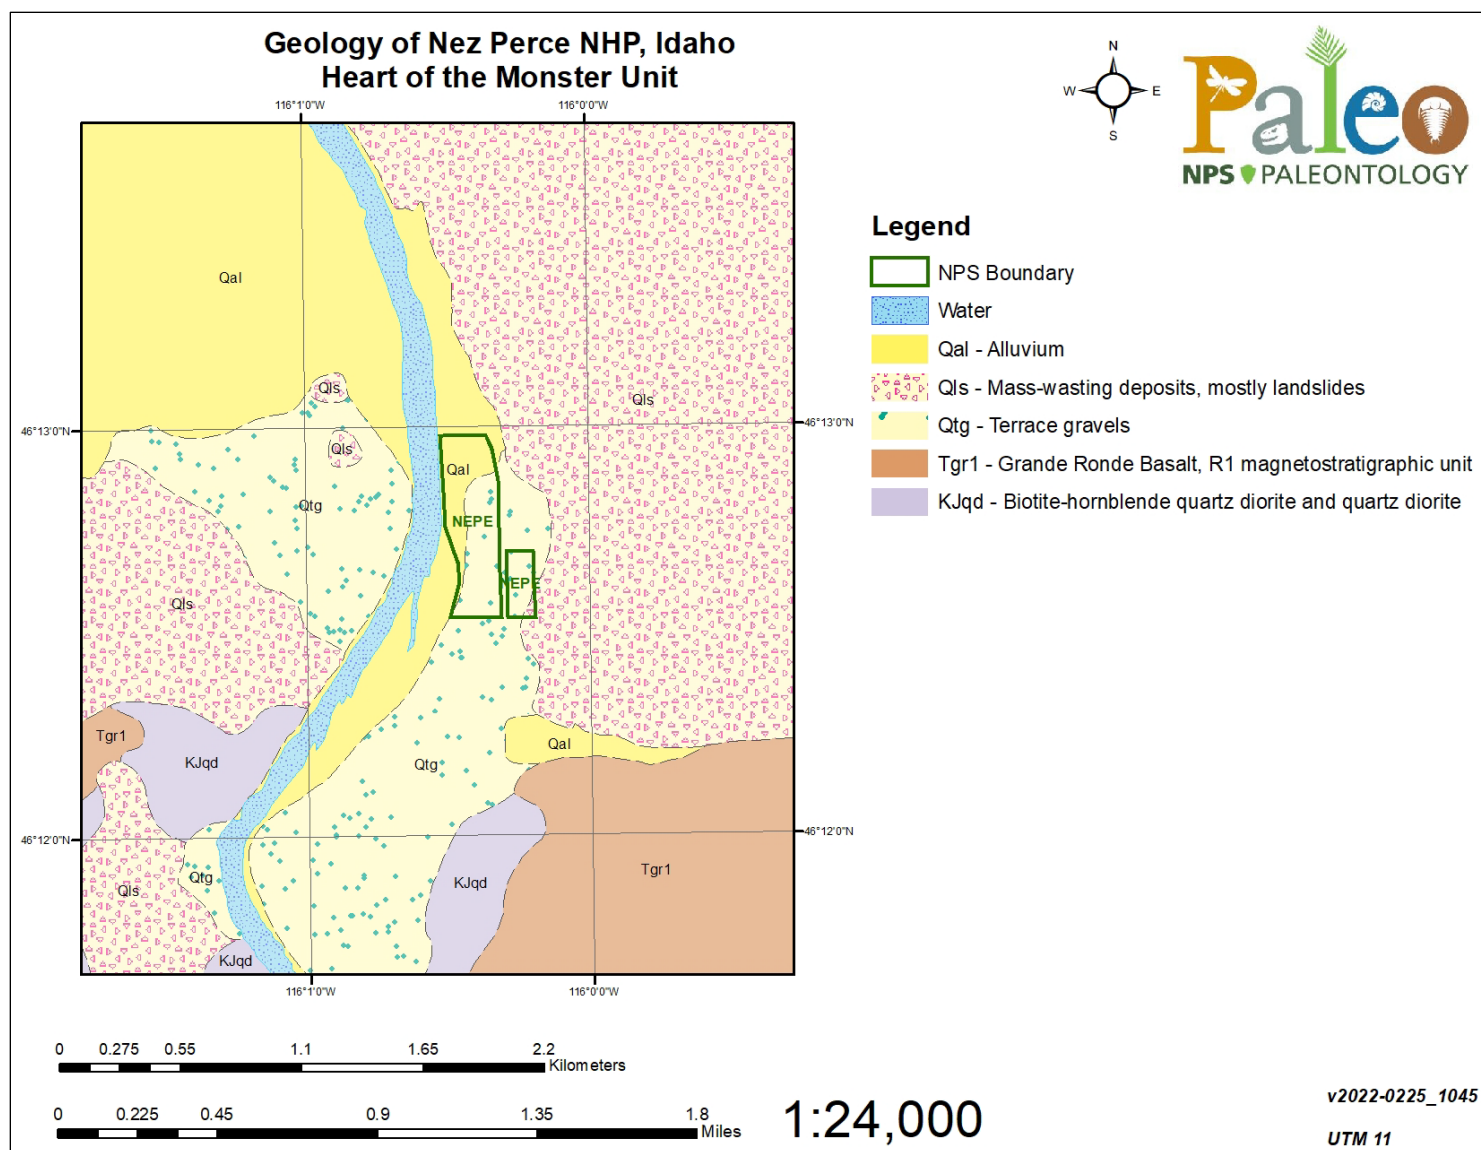 Geology of Nez Perce NHP, Idaho
Heart of the Monster Unit
N
W E
S
Paleo
NPS PALEONTOLOGY
116°1'0"W 116°0'0"W
Qal
Qls
Qls
46°13'0"N 46°13'0"N
Qls
Qal
Qtg
NEPE
NEPE
Qls
Tgr1
Qal
KJqd
Qtg
46°12'0"N 46°12'0"N
Tgr1
Qtg
KJqd
Qls
KJqd
116°1'0"W 116°0'0"W
Legend
NPS Boundary
Water
Qal - Alluvium
Qls - Mass-wasting deposits, mostly landslides
Qtg - Terrace gravels
Tgr1 - Grande Ronde Basalt, R1 magnetostratigraphic unit
KJqd - Biotite-hornblende quartz diorite and quartz diorite
0 0.275 0.55 1.1 1.65 2.2
Kilometers
0 0.225 0.45 0.9 1.35 1.8
Miles
1:24,000
v2022-0225_1045
UTM 11